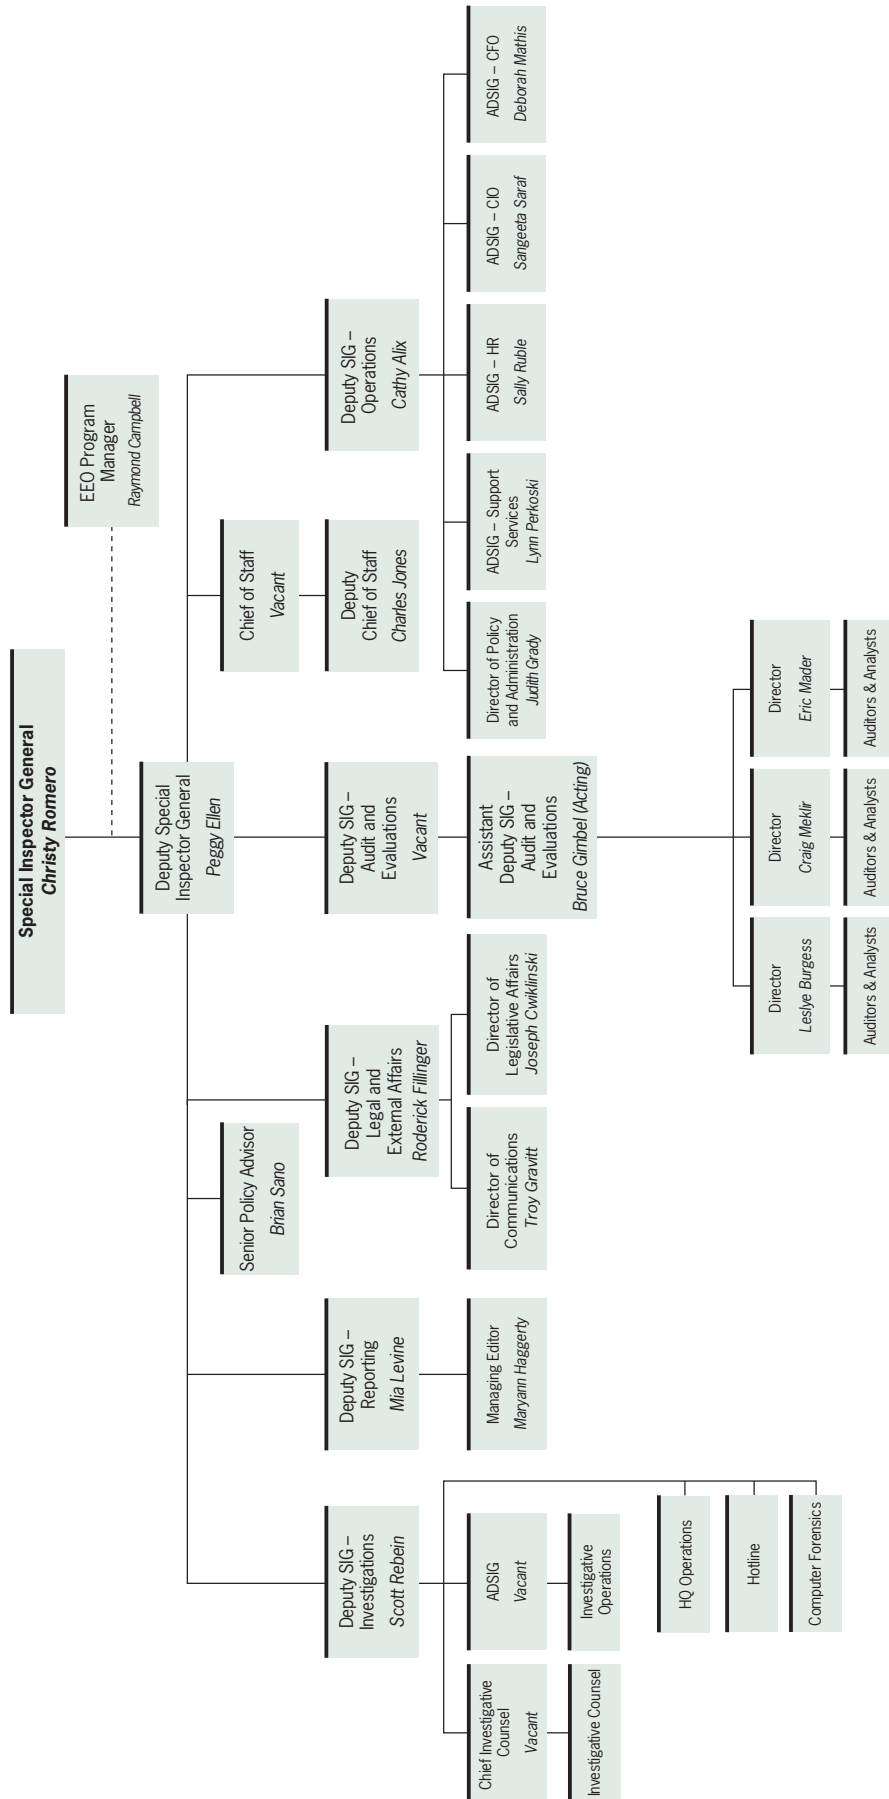 Special Inspector General
Christy Romero
EEO Program
Manager
Raymond Campbell
Deputy Special
Inspector General
Peggy Ellen
Senior Policy Advisor
Brian Sano
Chief of Staff
Vacant
Deputy SIG –
Investigations
Scott Rebein
Deputy SIG –
Reporting
Mia Levine
Deputy SIG –
Legal and
External Affairs
Roderick Fillinger
Deputy SIG –
Audit and
Evaluations
Vacant
Deputy
Chief of Staff
Charles Jones
Deputy SIG –
Operations
Cathy Alix
Chief Investigative
Counsel
Vacant
ADSIG
Vacant
Managing Editor
Maryann Haggerty
Director of
Communications
Troy Gravitt
Director of
Legislative Affairs
Joseph Cwiklinski
Assistant
Deputy SIG –
Audit and
Evaluations
Bruce Gimbel (Acting)
Director of Policy
and Administration
Judith Grady
ADSIG – Support
Services
Lynn Perkoski
ADSIG – HR
Sally Ruble
ADSIG – CIO
Sangeeta Saraf
ADSIG – CFO
Deborah Mathis
Investigative Counsel
Investigative
Operations
HQ Operations
Hotline
Computer Forensics
Director
Leslye Burgess
Director
Craig Meklir
Director
Eric Mader
Auditors & Analysts
Auditors & Analysts
Auditors & Analysts